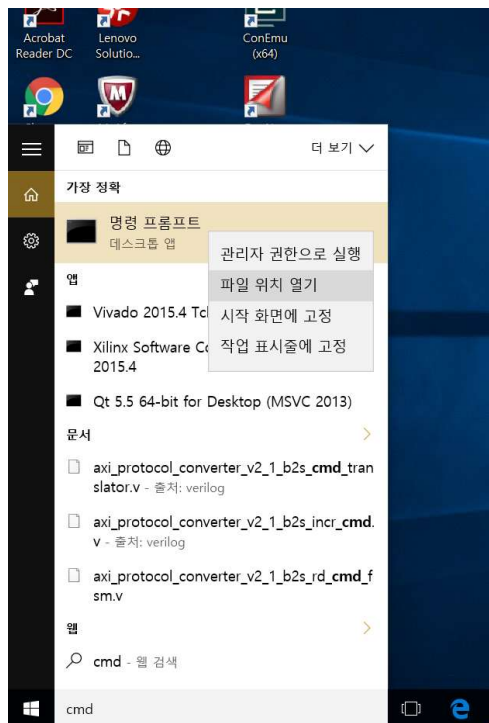 Acrobat
Reader DC
Lenovo
Solutio...
ConEmu
(x64)
더 보기
가장 정확
명령 프롬프트
데스크톱 앱
관리자 권한으로 실행
파일 위치 열기
시작 화면에 고정
작업 표시줄에 고정
앱
Vivado 2015.4 Tcl
Xilinx Software Co
2015.4
Qt 5.5 64-bit for Desktop (MSVC 2013)
문서
axi_protocol_converter_v2_1_b2s_cmd_tran
slator.v - 출처: verilog
axi_protocol_converter_v2_1_b2s_incr_cmd.
v - 출처: verilog
axi_protocol_converter_v2_1_b2s_rd_cmd_f
sm.v
웹
cmd - 웹 검색
cmd